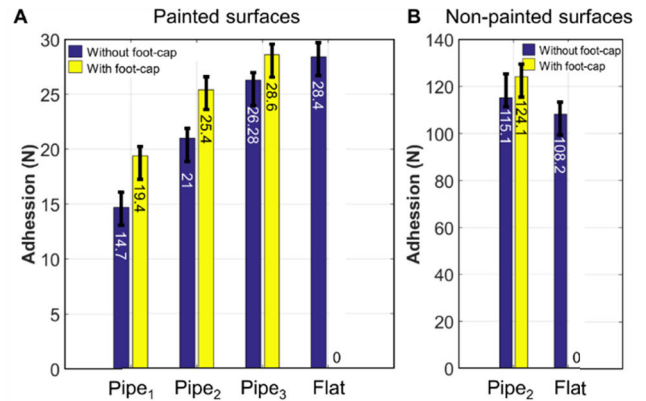 A Painted surfaces
Adhession (N)
30
25
20
15
10
5
0
Without foot-cap
With foot-cap
14.7
19.4
21
25.4
26.28
28.6
28.4
0
Pipe₁ Pipe₂ Pipe₃ Flat
B Non-painted surfaces
Adhession (N)
140
120
100
80
60
40
20
0
Without foot-cap
With foot-cap
115.1
124.1
108.2
0
Pipe₂ Flat